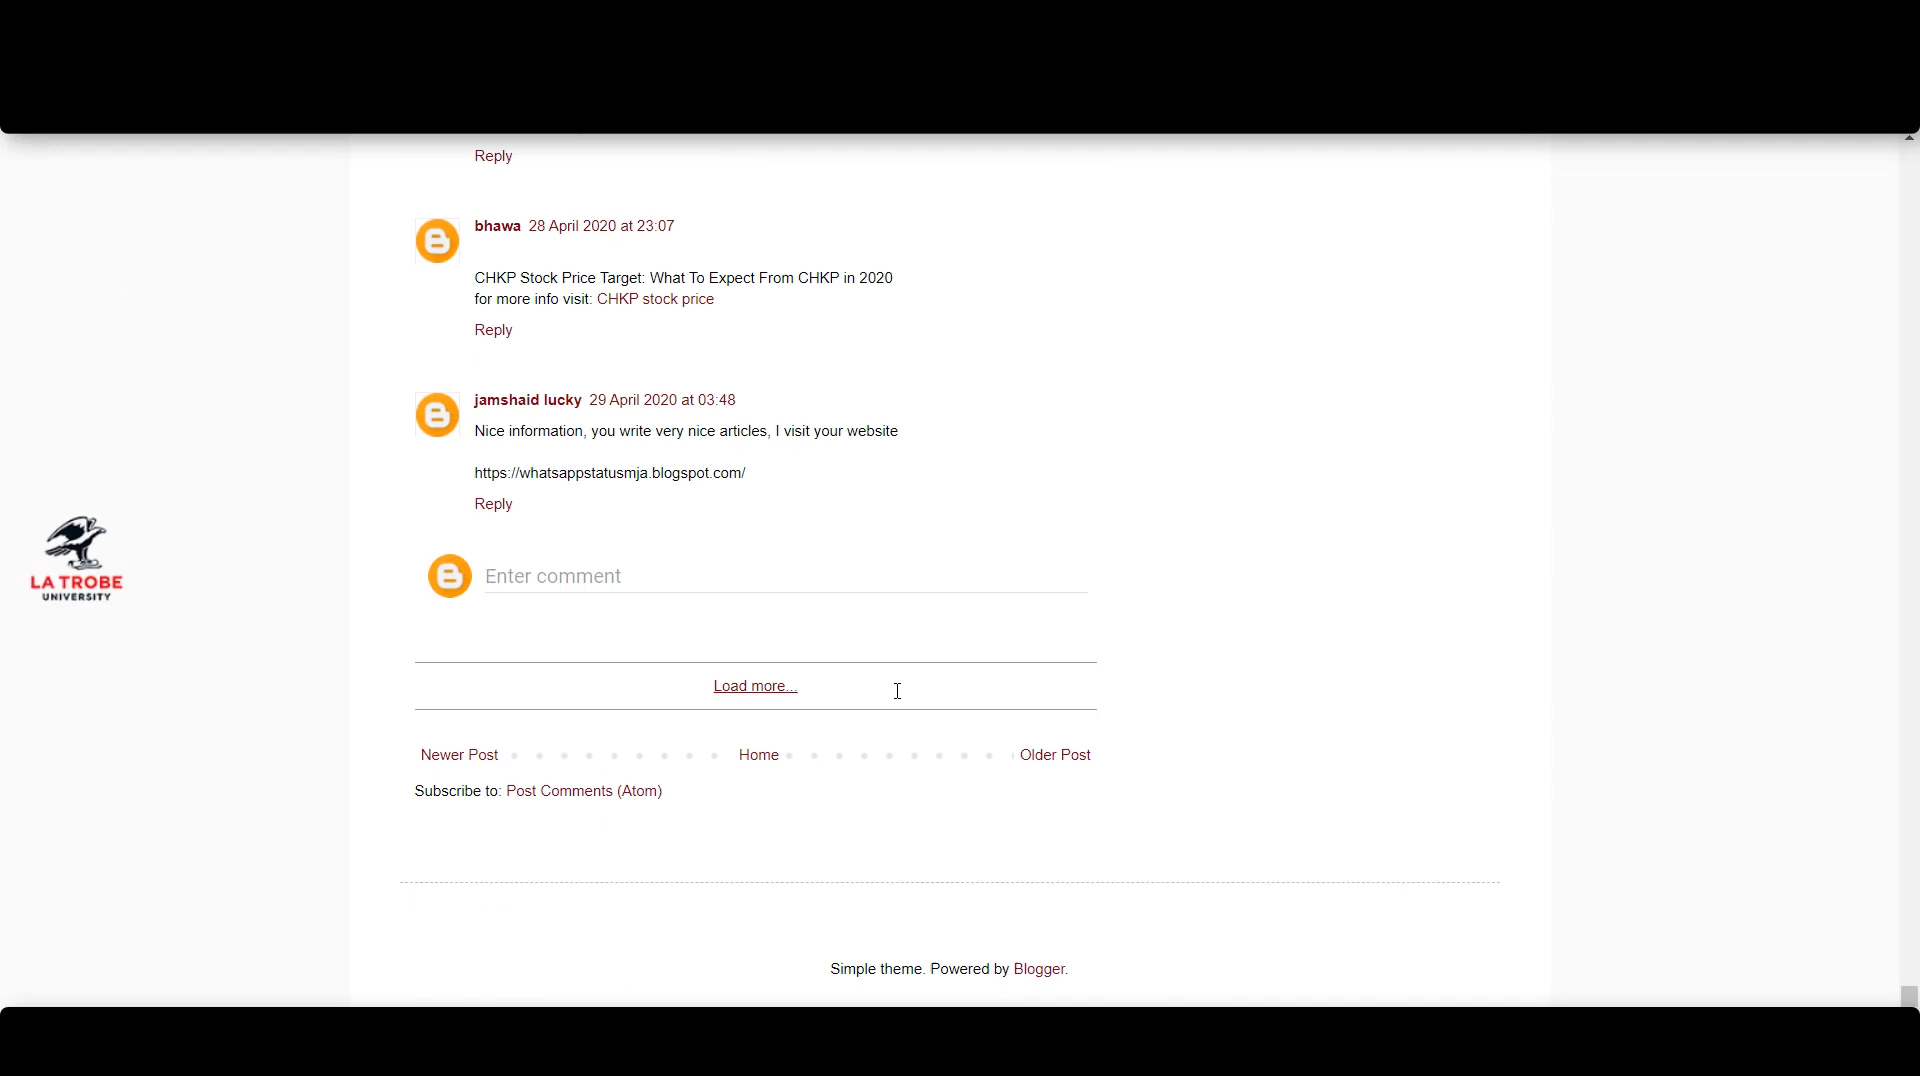 Reply
bhawa 28 April 2020 at 23:07
CHKP Stock Price Target: What To Expect From CHKP in 2020
for more info visit: CHKP stock price
Reply
jamshaid lucky 29 April 2020 at 03:48
Nice information, you write very nice articles, I visit your website
https://whatsappstatusmja.blogspot.com/
Reply
LA TROBE
UNIVERSITY
Enter comment
Load more...
Newer Post Home Older Post
Subscribe to: Post Comments (Atom)
Simple theme. Powered by Blogger.